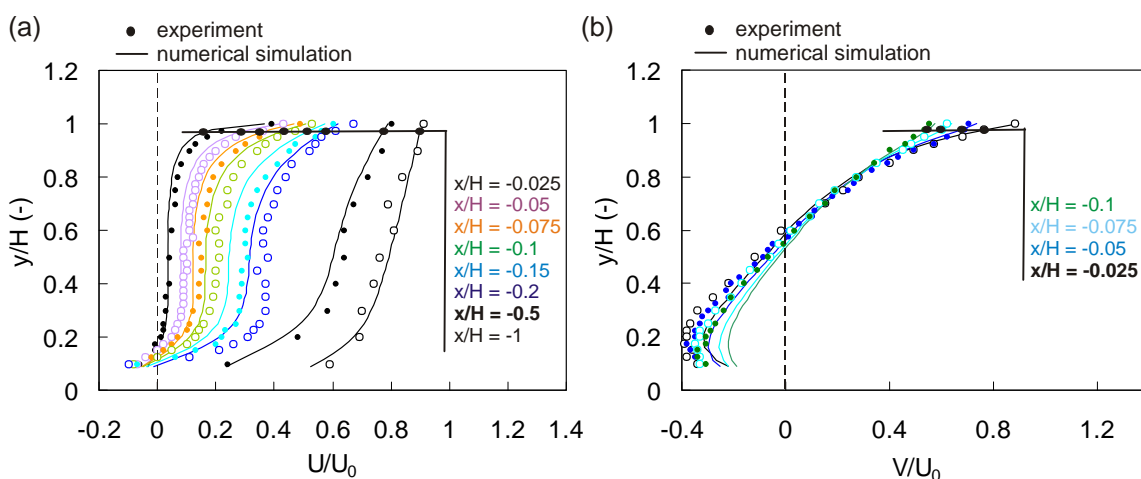 (a)
experiment
numerical simulation
1.2
1
0.8
0.6
0.4
0.2
0
y/H (-)
-0.2
0
0.2
0.4
0.6
0.8
1
1.2
1.4
U/U0
x/H = -0.025
x/H = -0.05
x/H = -0.075
x/H = -0.1
x/H = -0.15
x/H = -0.2
x/H = -0.5
x/H = -1
(b)
experiment
numerical simulation
1.2
1
0.8
0.6
0.4
0.2
0
y/H (-)
-0.4
0
0.4
0.8
1.2
V/U0
x/H = -0.1
x/H = -0.075
x/H = -0.05
x/H = -0.025